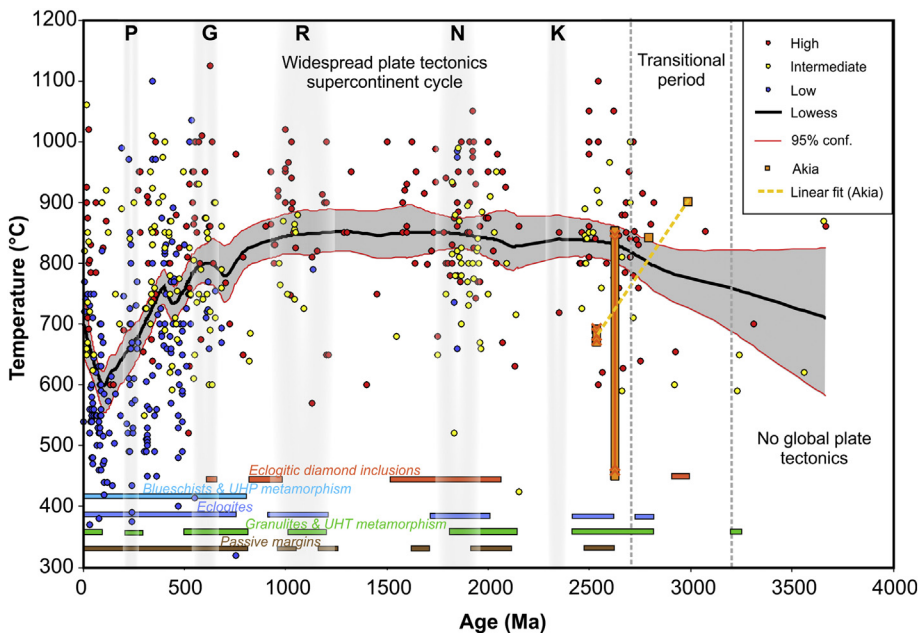 1200
1100
1000
900
800
700
600
500
400
300
Temperature (°C)
P
G
R
N
K
Widespread plate tectonics
supercontinent cycle
Transitional
period
High
Intermediate
Low
Lowess
95% conf.
Akia
Linear fit (Akia)
No global plate
tectonics
Eclogitic diamond inclusions
Blueschists & UHP metamorphism
Eclogites
Granulites & UHT metamorphism
Passive margins
0
500
1000
1500
2000
2500
3000
3500
4000
Age (Ma)